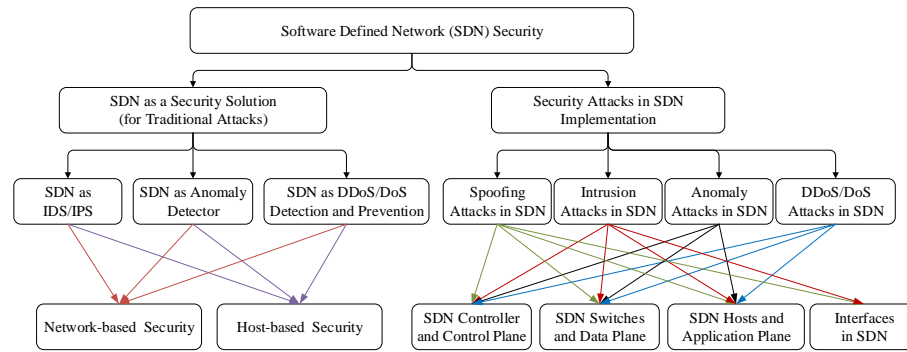 Software Defined Network (SDN) Security
SDN as a Security Solution
(for Traditional Attacks)
Security Attacks in SDN
Implementation
SDN as
IDS/IPS
SDN as Anomaly
Detector
SDN as DDoS/DoS
Detection and Prevention
Spoofing
Attacks in SDN
Intrusion
Attacks in SDN
Anomaly
Attacks in SDN
DDoS/DoS
Attacks in SDN
Network-based Security
Host-based Security
SDN Controller
and Control Plane
SDN Switches
and Data Plane
SDN Hosts and
Application Plane
Interfaces
in SDN